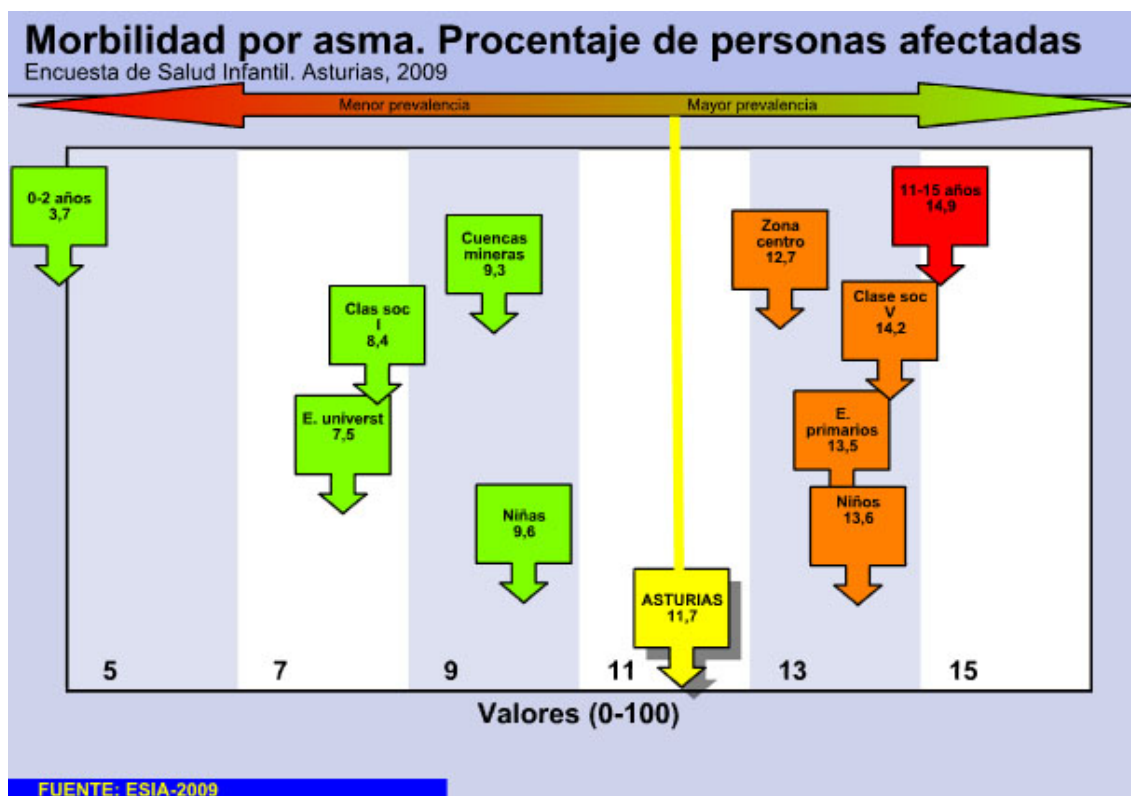 Morbilidad por asma. Procentaje de personas afectadas
Encuesta de Salud Infantil. Asturias, 2009
Menor prevalencia
Mayor prevalencia
0-2 años
3,7
11-15 años
14,9
Cuencas
mineras
9,3
Zona
centro
12,7
Clas soc
I
8,4
Clase soc
V
14,2
E. universt
7,5
E.
primarios
13,5
Niñas
9,6
Niños
13,6
ASTURIAS
11,7
5
7
9
11
13
15
Valores (0-100)
FUENTE: ESIA-2009